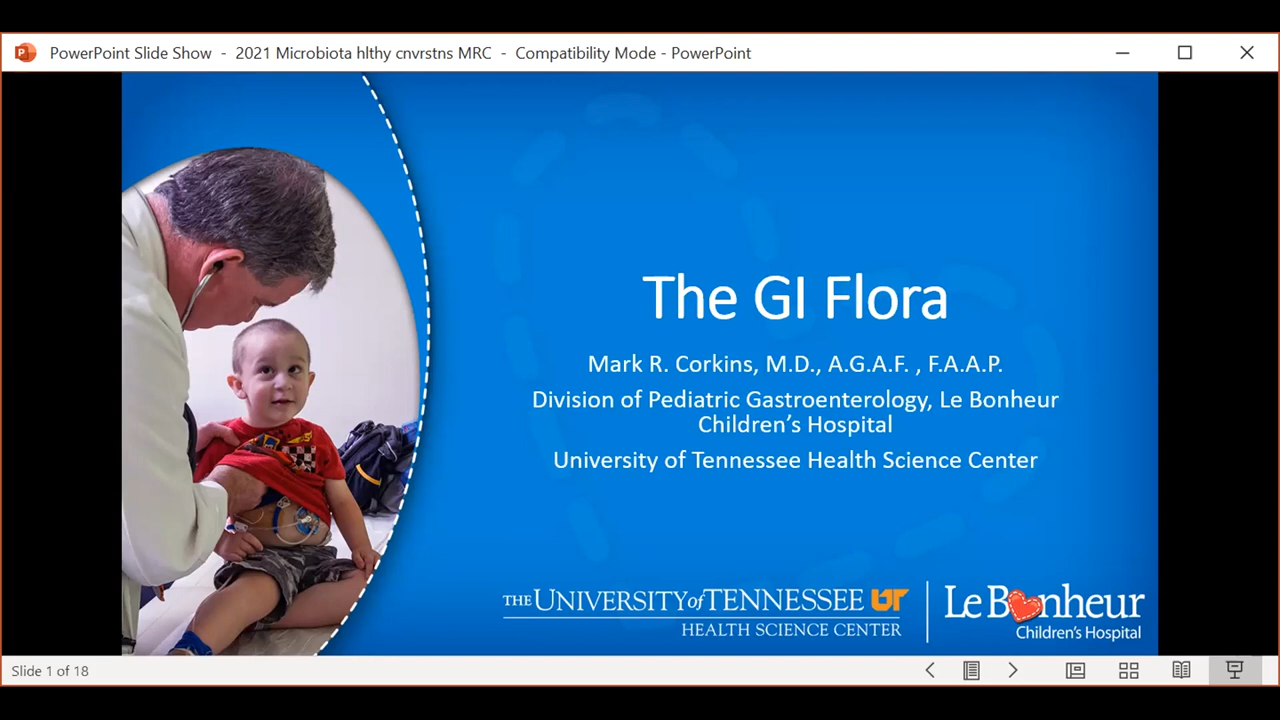 PowerPoint Slide Show - 2021 Microbiota hlthy cnvrstns MRC - Compatibility Mode - PowerPoint
The GI Flora
Mark R. Corkins, M.D., A.G.A.F. , F.A.A.P.
Division of Pediatric Gastroenterology, Le Bonheur
Children’s Hospital
University of Tennessee Health Science Center
THE UNIVERSITY of TENNESSEE UT
HEALTH SCIENCE CENTER
Le Bonheur
Children's Hospital
Slide 1 of 18